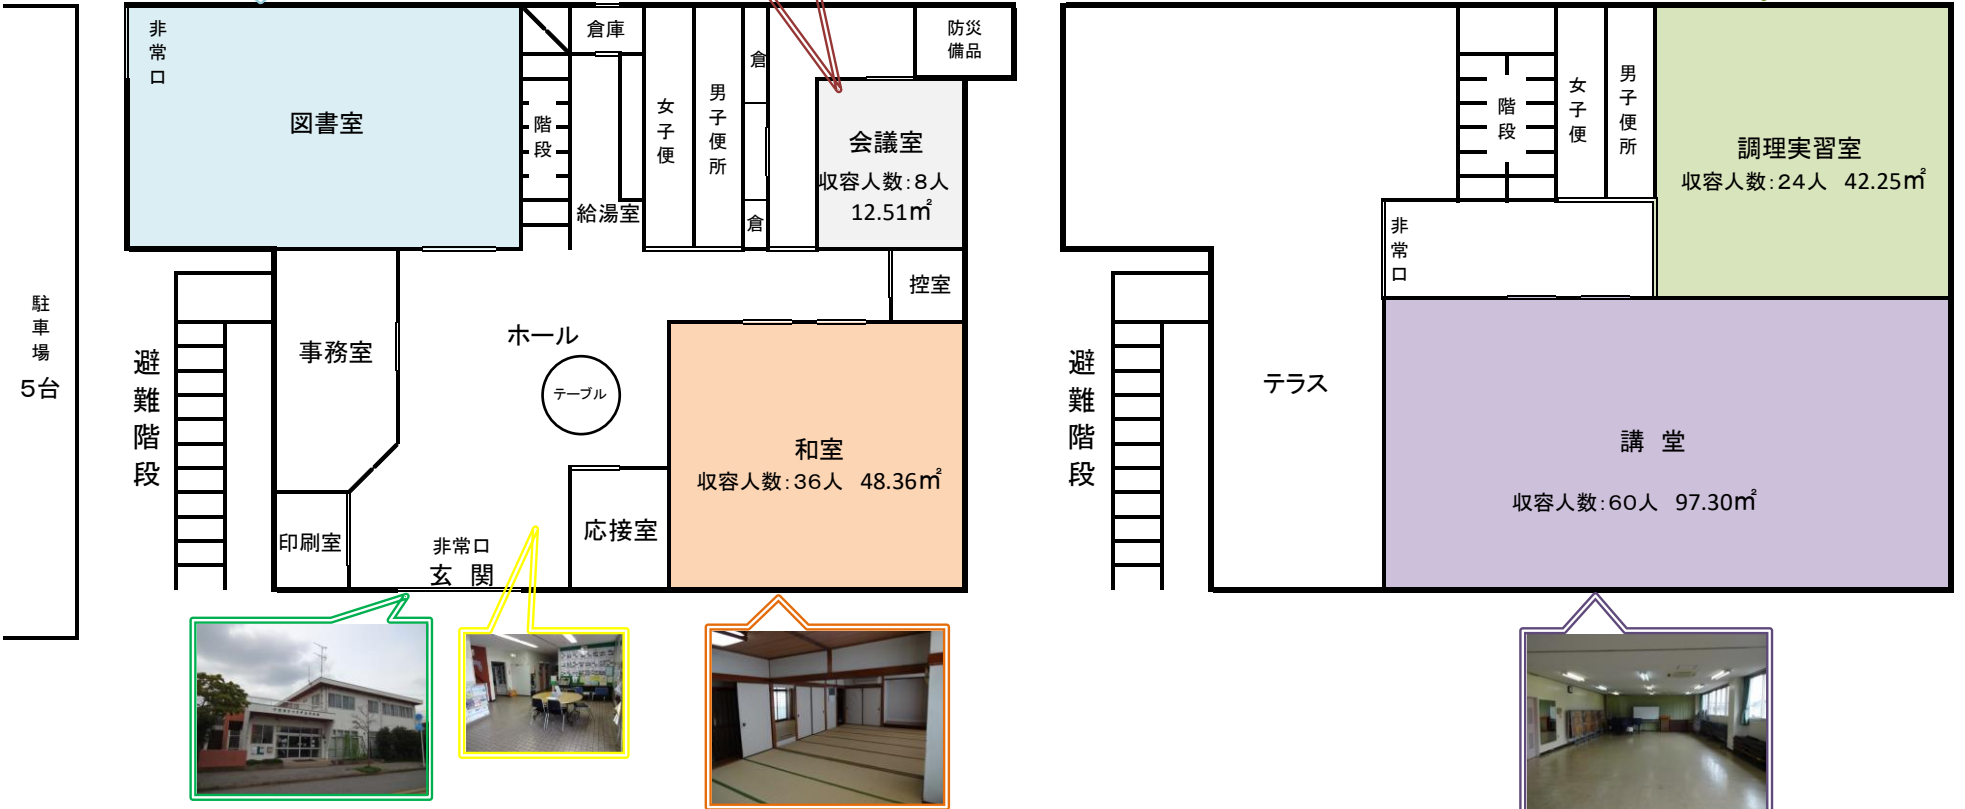 非常口
図書室
階段
倉庫
給湯室
女子便
男子便所
倉
倉
防災
備品
会議室
収容人数:8人
12.51㎡
控室
駐車場
5台
避難階段
事務室
ホール
テーブル
和室
収容人数:36人 48.36㎡
印刷室
非常口
玄 関
応接室
階段
女子便
男子便所
調理実習室
収容人数:24人 42.25㎡
非常口
避難階段
テラス
講 堂
収容人数:60人 97.30㎡